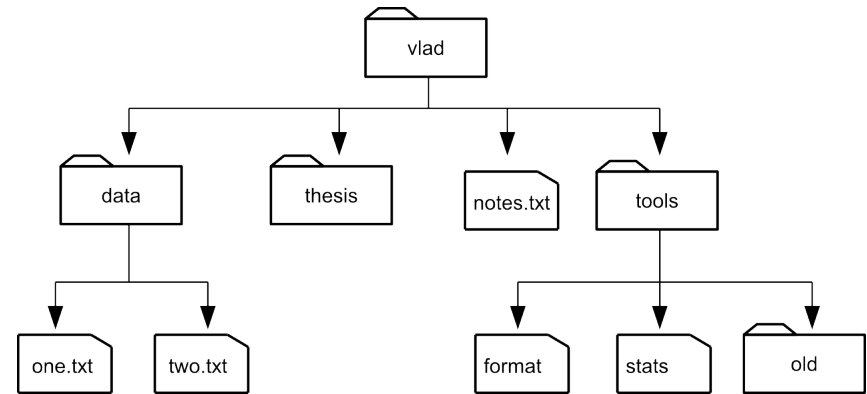 vlad
data
thesis
notes.txt
tools
one.txt
two.txt
format
stats
old